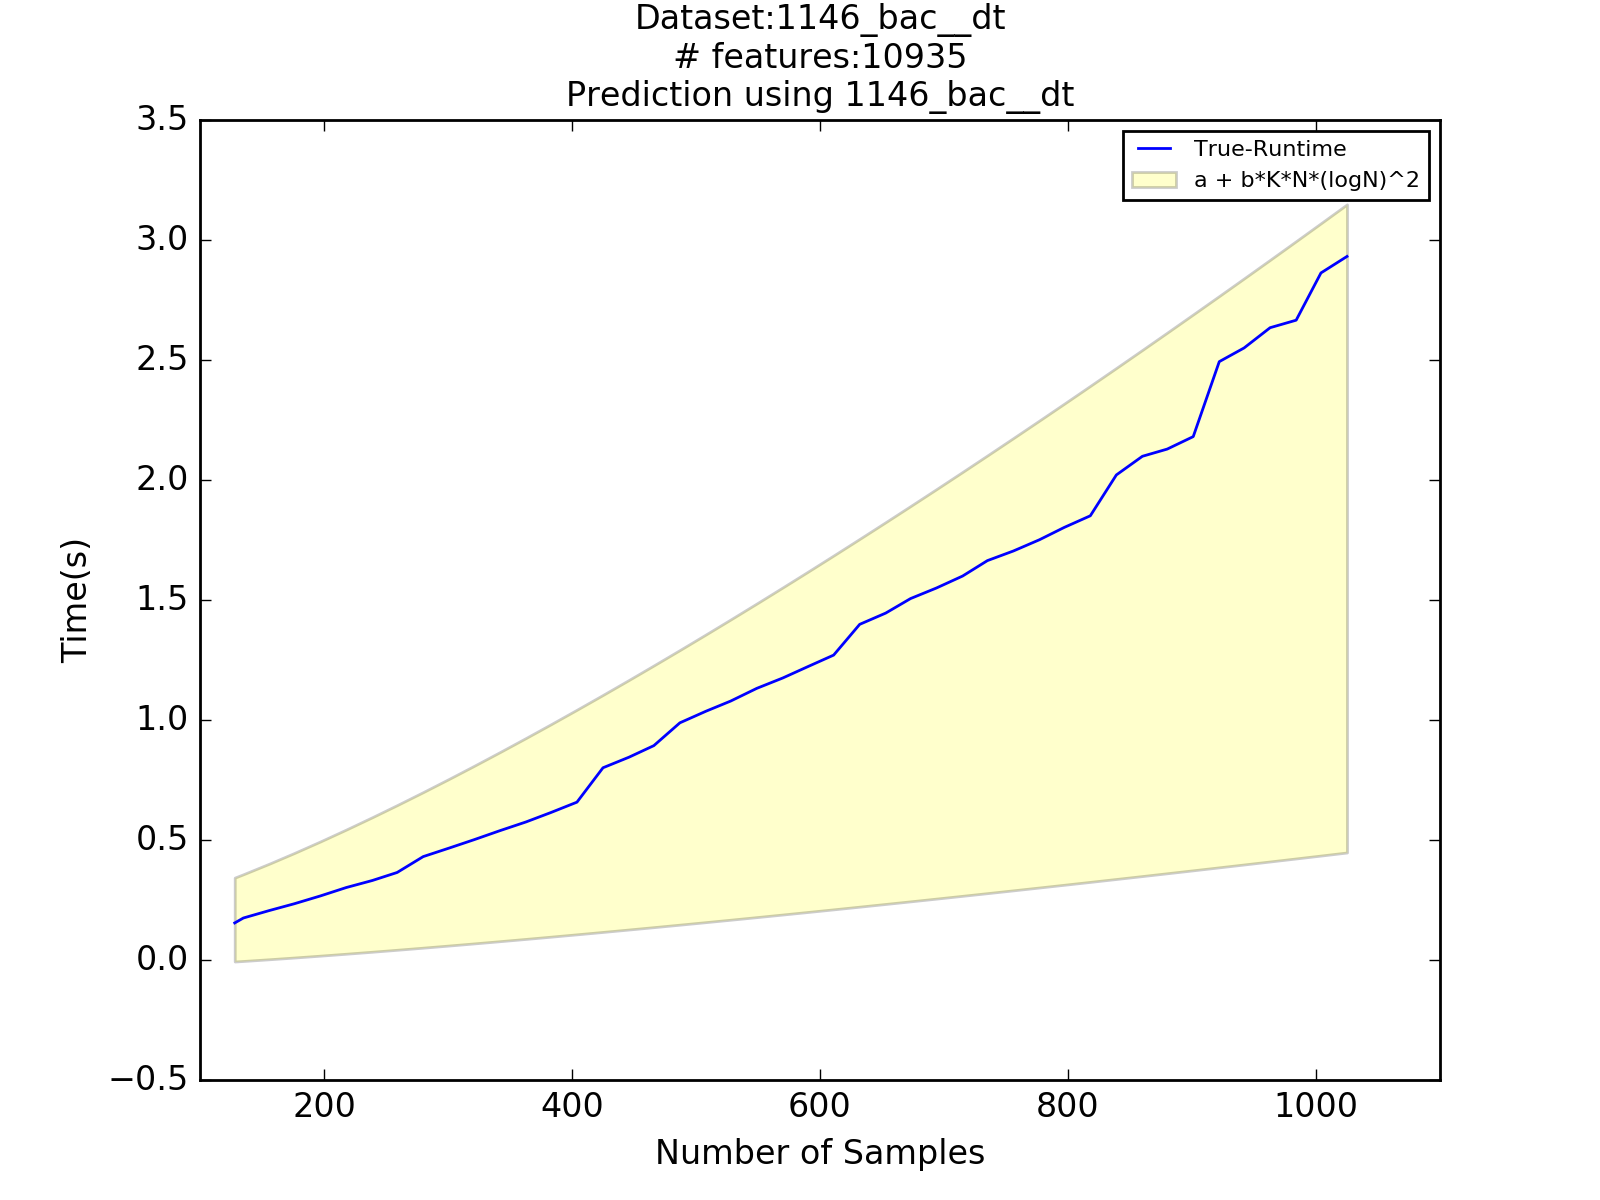 Dataset:1146_bac__dt
# features:10935
Prediction using 1146_bac__dt
3.5
3.0
2.5
2.0
1.5
1.0
0.5
0.0
−0.5
Time(s)
True-Runtime
a + b*K*N*(logN)^2
200 400 600 800 1000
Number of Samples